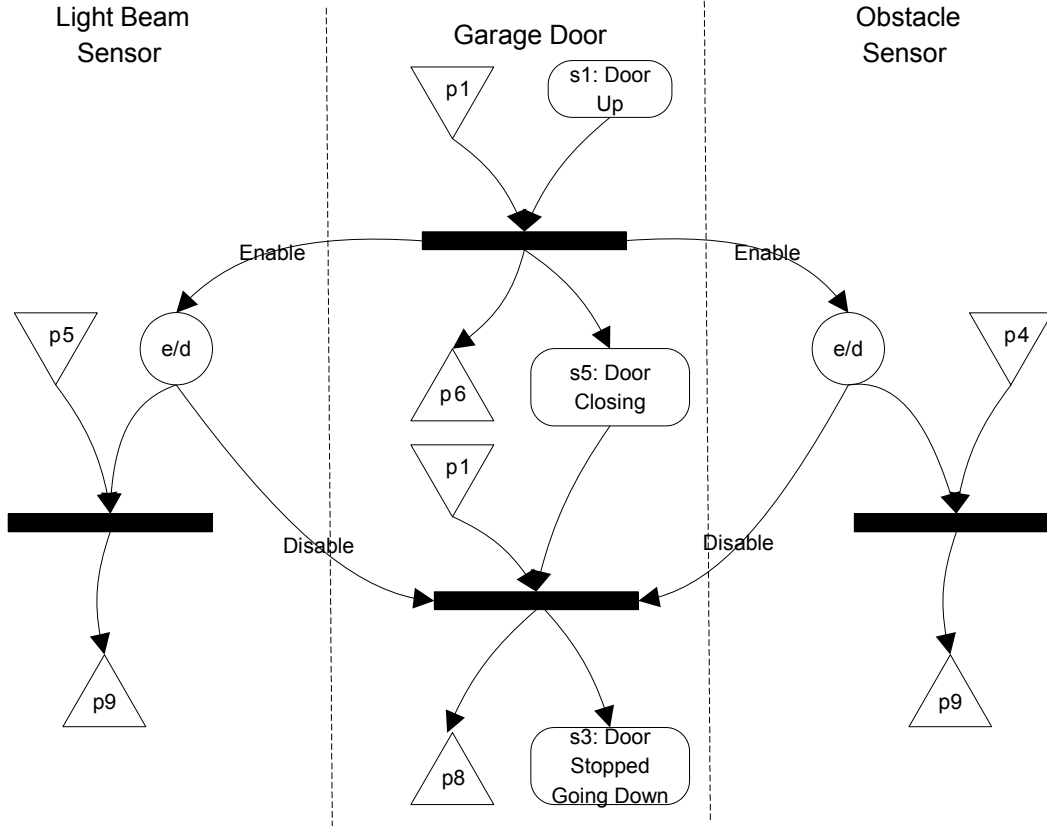 Light Beam
Sensor
Garage Door
Obstacle
Sensor
p1
s1: Door
Up
Enable
Enable
p5
e/d
p6
s5: Door
Closing
e/d
p4
p1
Disable
Disable
p9
p8
s3: Door
Stopped
Going Down
p9